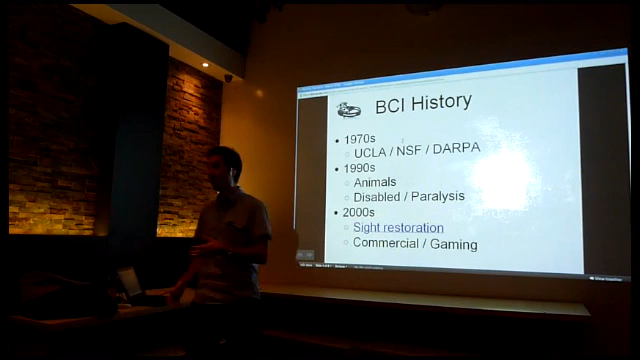 BCI History
• 1970s
○ UCLA / NSF / DARPA
• 1990s
○ Animals
○ Disabled / Paralysis
• 2000s
○ Sight restoration
○ Commercial / Gaming